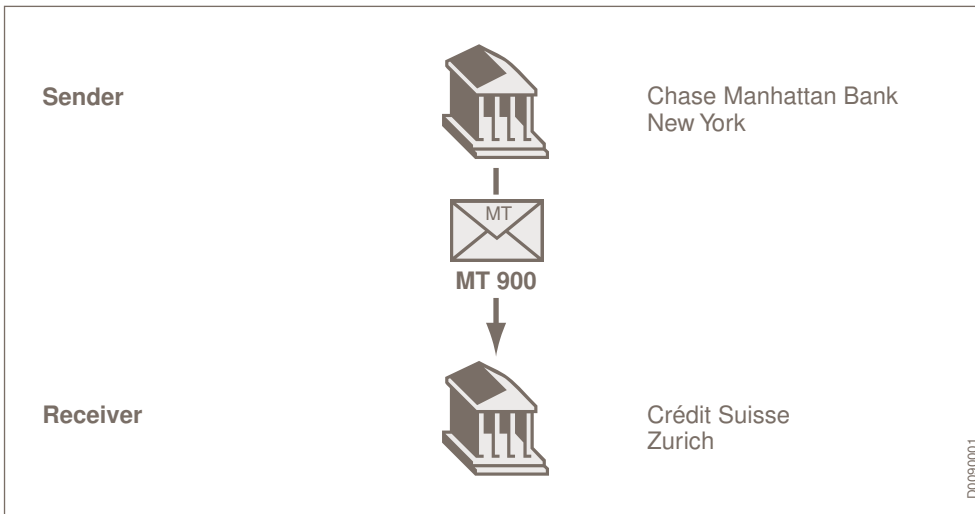 Sender
Chase Manhattan Bank
New York
MT
MT 900
Receiver
Crédit Suisse
Zurich
D0090001